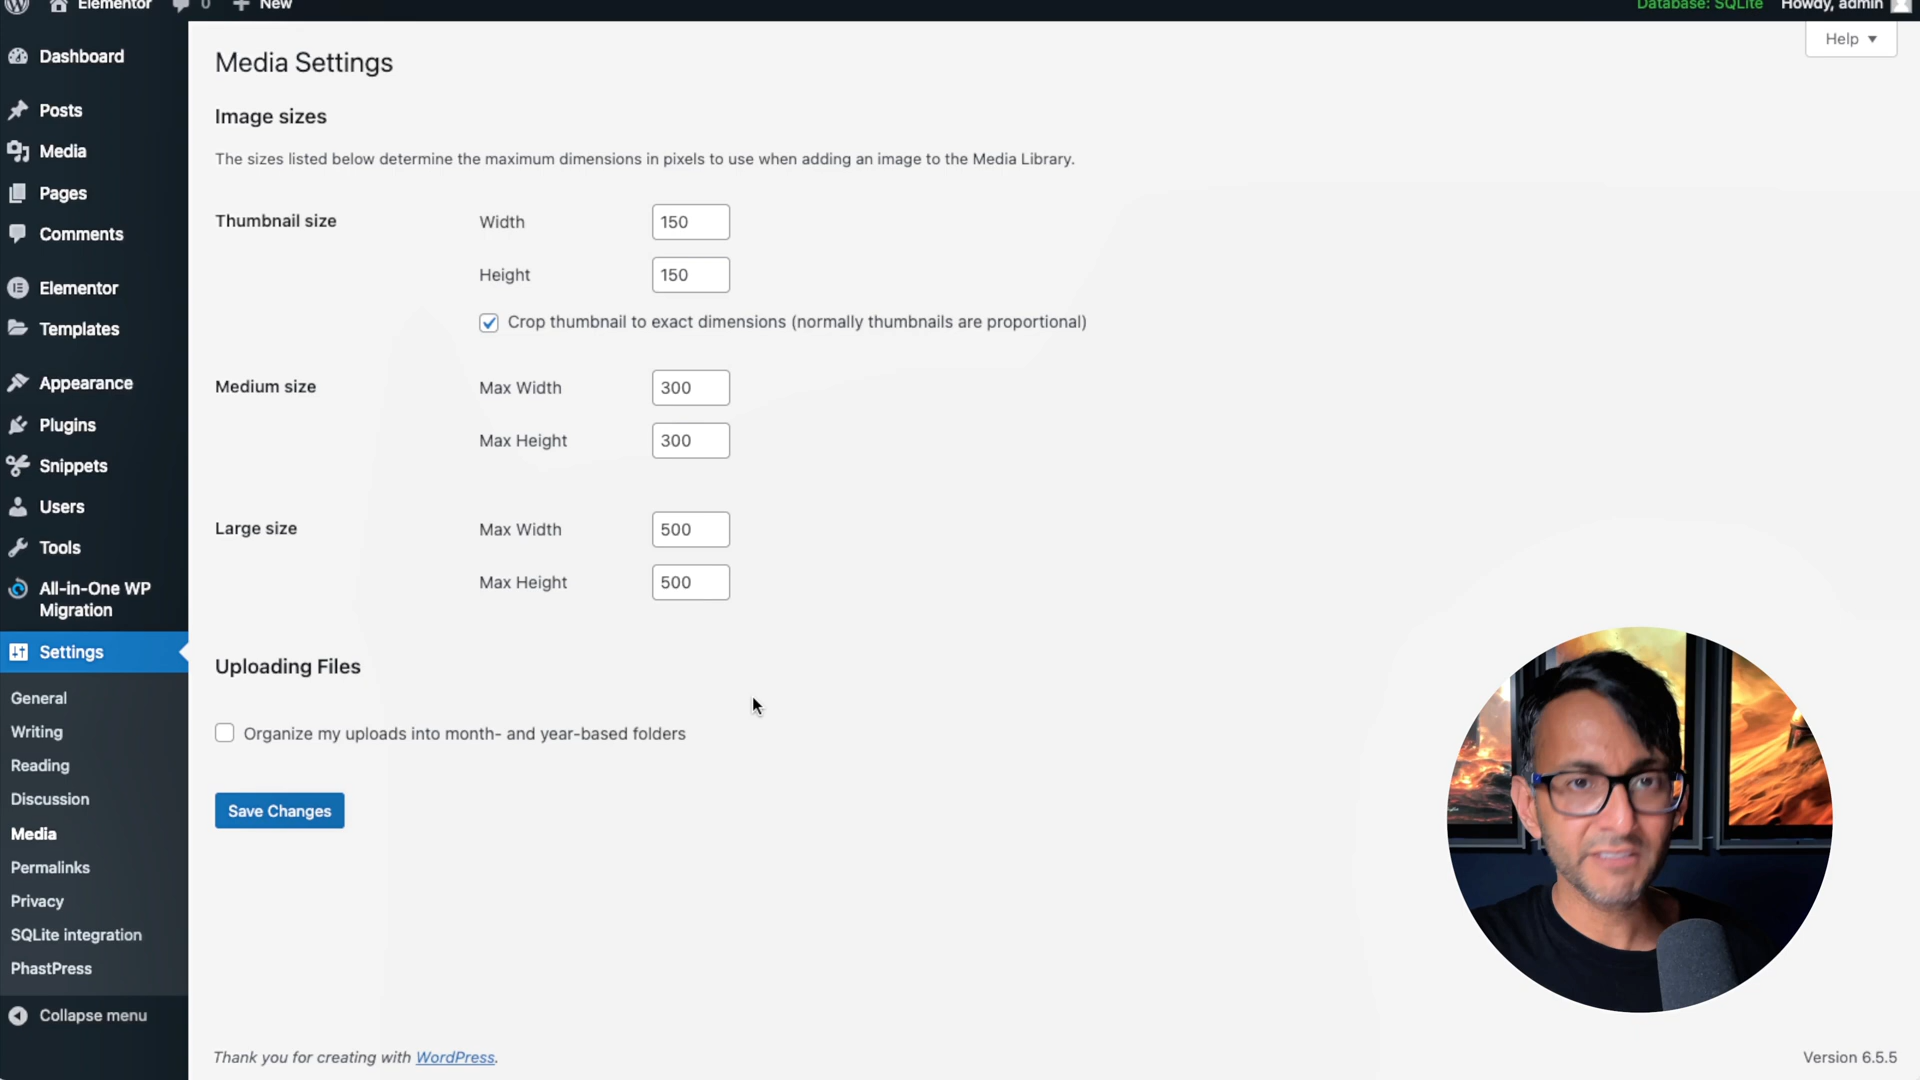 Elementor 0 New Database: SQLite Howdy, admin
Help
Dashboard
Posts
Media
Pages
Comments
Elementor
Templates
Appearance
Plugins
Snippets
Users
Tools
All-in-One WP
Migration
Settings
General
Writing
Reading
Discussion
Media
Permalinks
Privacy
SQLite integration
PhastPress
Collapse menu
Media Settings
Image sizes
The sizes listed below determine the maximum dimensions in pixels to use when adding an image to the Media Library.
Thumbnail size Width 150
Height 150
Crop thumbnail to exact dimensions (normally thumbnails are proportional)
Medium size Max Width 300
Max Height 300
Large size Max Width 500
Max Height 500
Uploading Files
Organize my uploads into month- and year-based folders
Save Changes
Thank you for creating with WordPress. Version 6.5.5